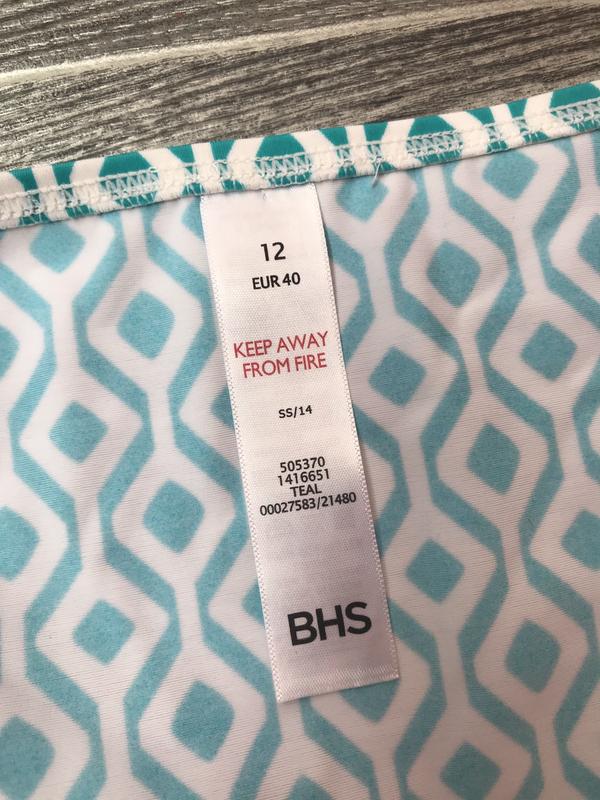 12
EUR 40
KEEP AWAY
FROM FIRE
SS/14
505370
1416651
TEAL
00027583/21480
BHS